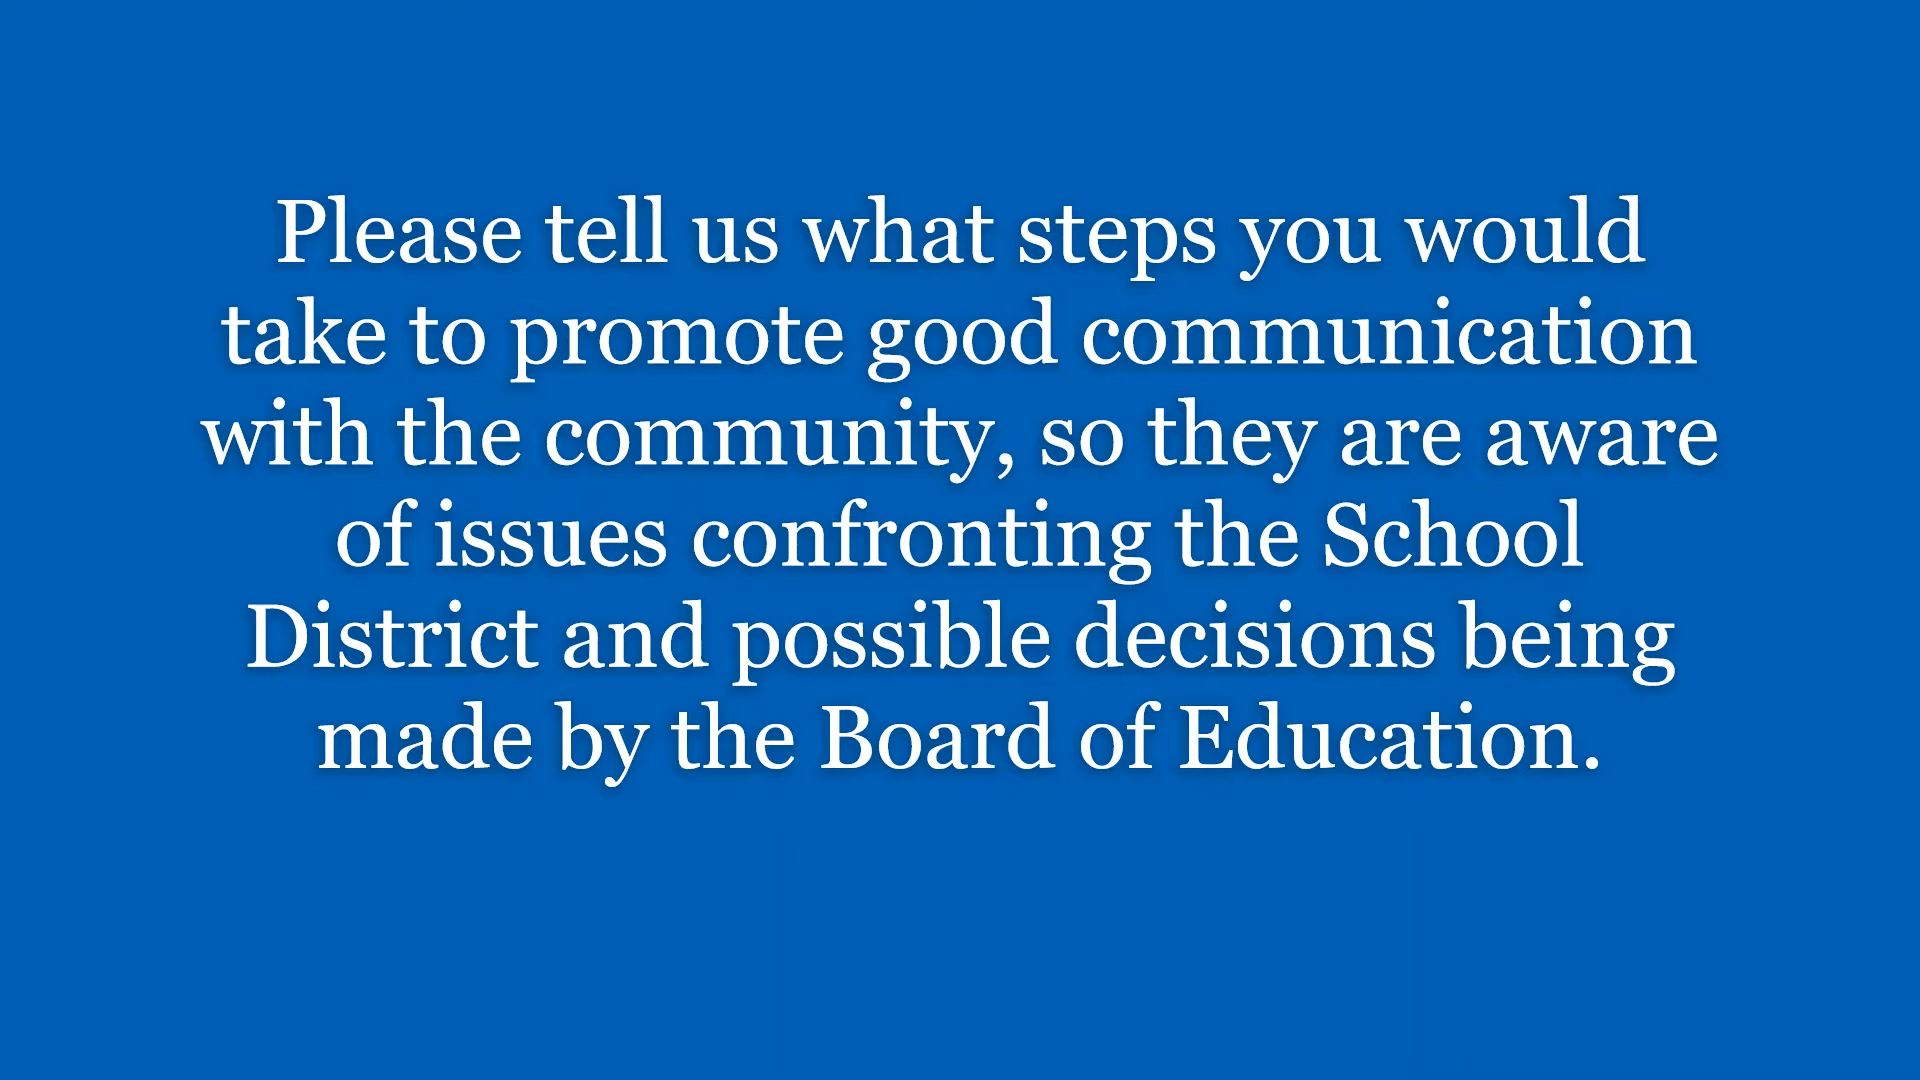 Please tell us what steps you would
take to promote good communication
with the community, so they are aware
of issues confronting the School
District and possible decisions being
made by the Board of Education.